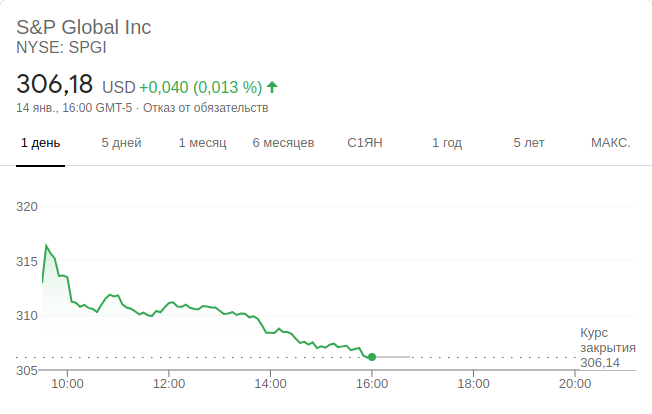 S&P Global Inc
NYSE: SPGI
306,18 USD +0,040 (0,013 %)
14 янв., 16:00 GMT-5 · Отказ от обязательств
1 день 5 дней 1 месяц 6 месяцев С1ЯН 1 год 5 лет МАКС.
320
315
310
Курс
закрытия
306,14
305
10:00 12:00 14:00 16:00 18:00 20:00